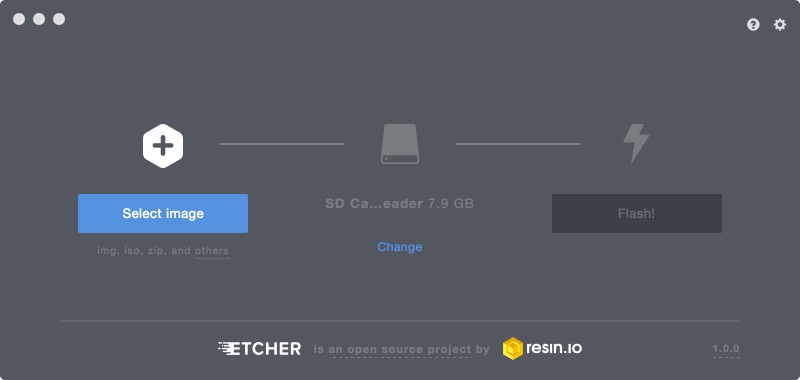 Select image
img, iso, zip, and others
SD Ca...eader 7.9 GB
Change
Flash!
ETCHER is an open source project by resin.io 1.0.0